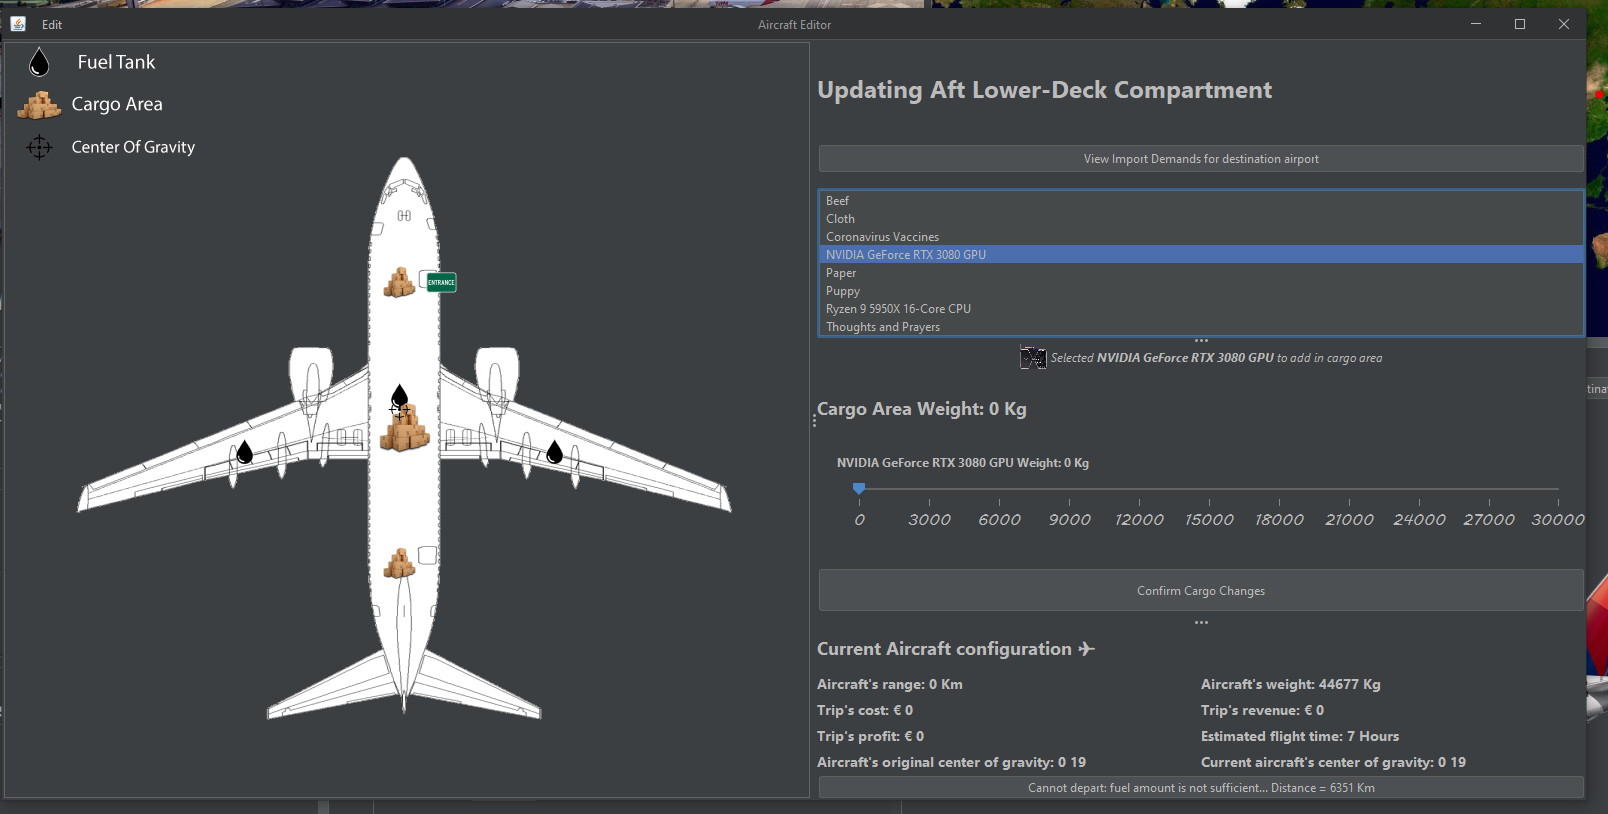 Edit
Aircraft Editor
Fuel Tank
Cargo Area
Center Of Gravity
ENTRANCE
Updating Aft Lower-Deck Compartment
View Import Demands for destination airport
Beef
Cloth
Coronavirus Vaccines
NVIDIA GeForce RTX 3080 GPU
Paper
Puppy
Ryzen 9 5950X 16-Core CPU
Thoughts and Prayers
Selected NVIDIA GeForce RTX 3080 GPU to add in cargo area
Cargo Area Weight: 0 Kg
NVIDIA GeForce RTX 3080 GPU Weight: 0 Kg
0 3000 6000 9000 12000 15000 18000 21000 24000 27000 30000
Confirm Cargo Changes
Current Aircraft configuration ✈
Aircraft's range: 0 Km
Aircraft's weight: 44677 Kg
Trip's cost: € 0
Trip's revenue: € 0
Trip's profit: € 0
Estimated flight time: 7 Hours
Aircraft's original center of gravity: 0 19
Current aircraft's center of gravity: 0 19
Cannot depart: fuel amount is not sufficient... Distance = 6351 Km